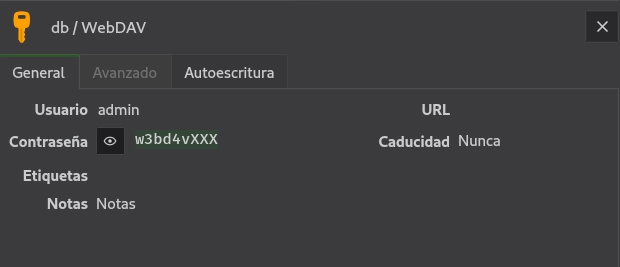 db / WebDAV
General Avanzado Autoescritura
Usuario admin URL
Contraseña w3bd4vXXX Caducidad Nunca
Etiquetas
Notas Notas